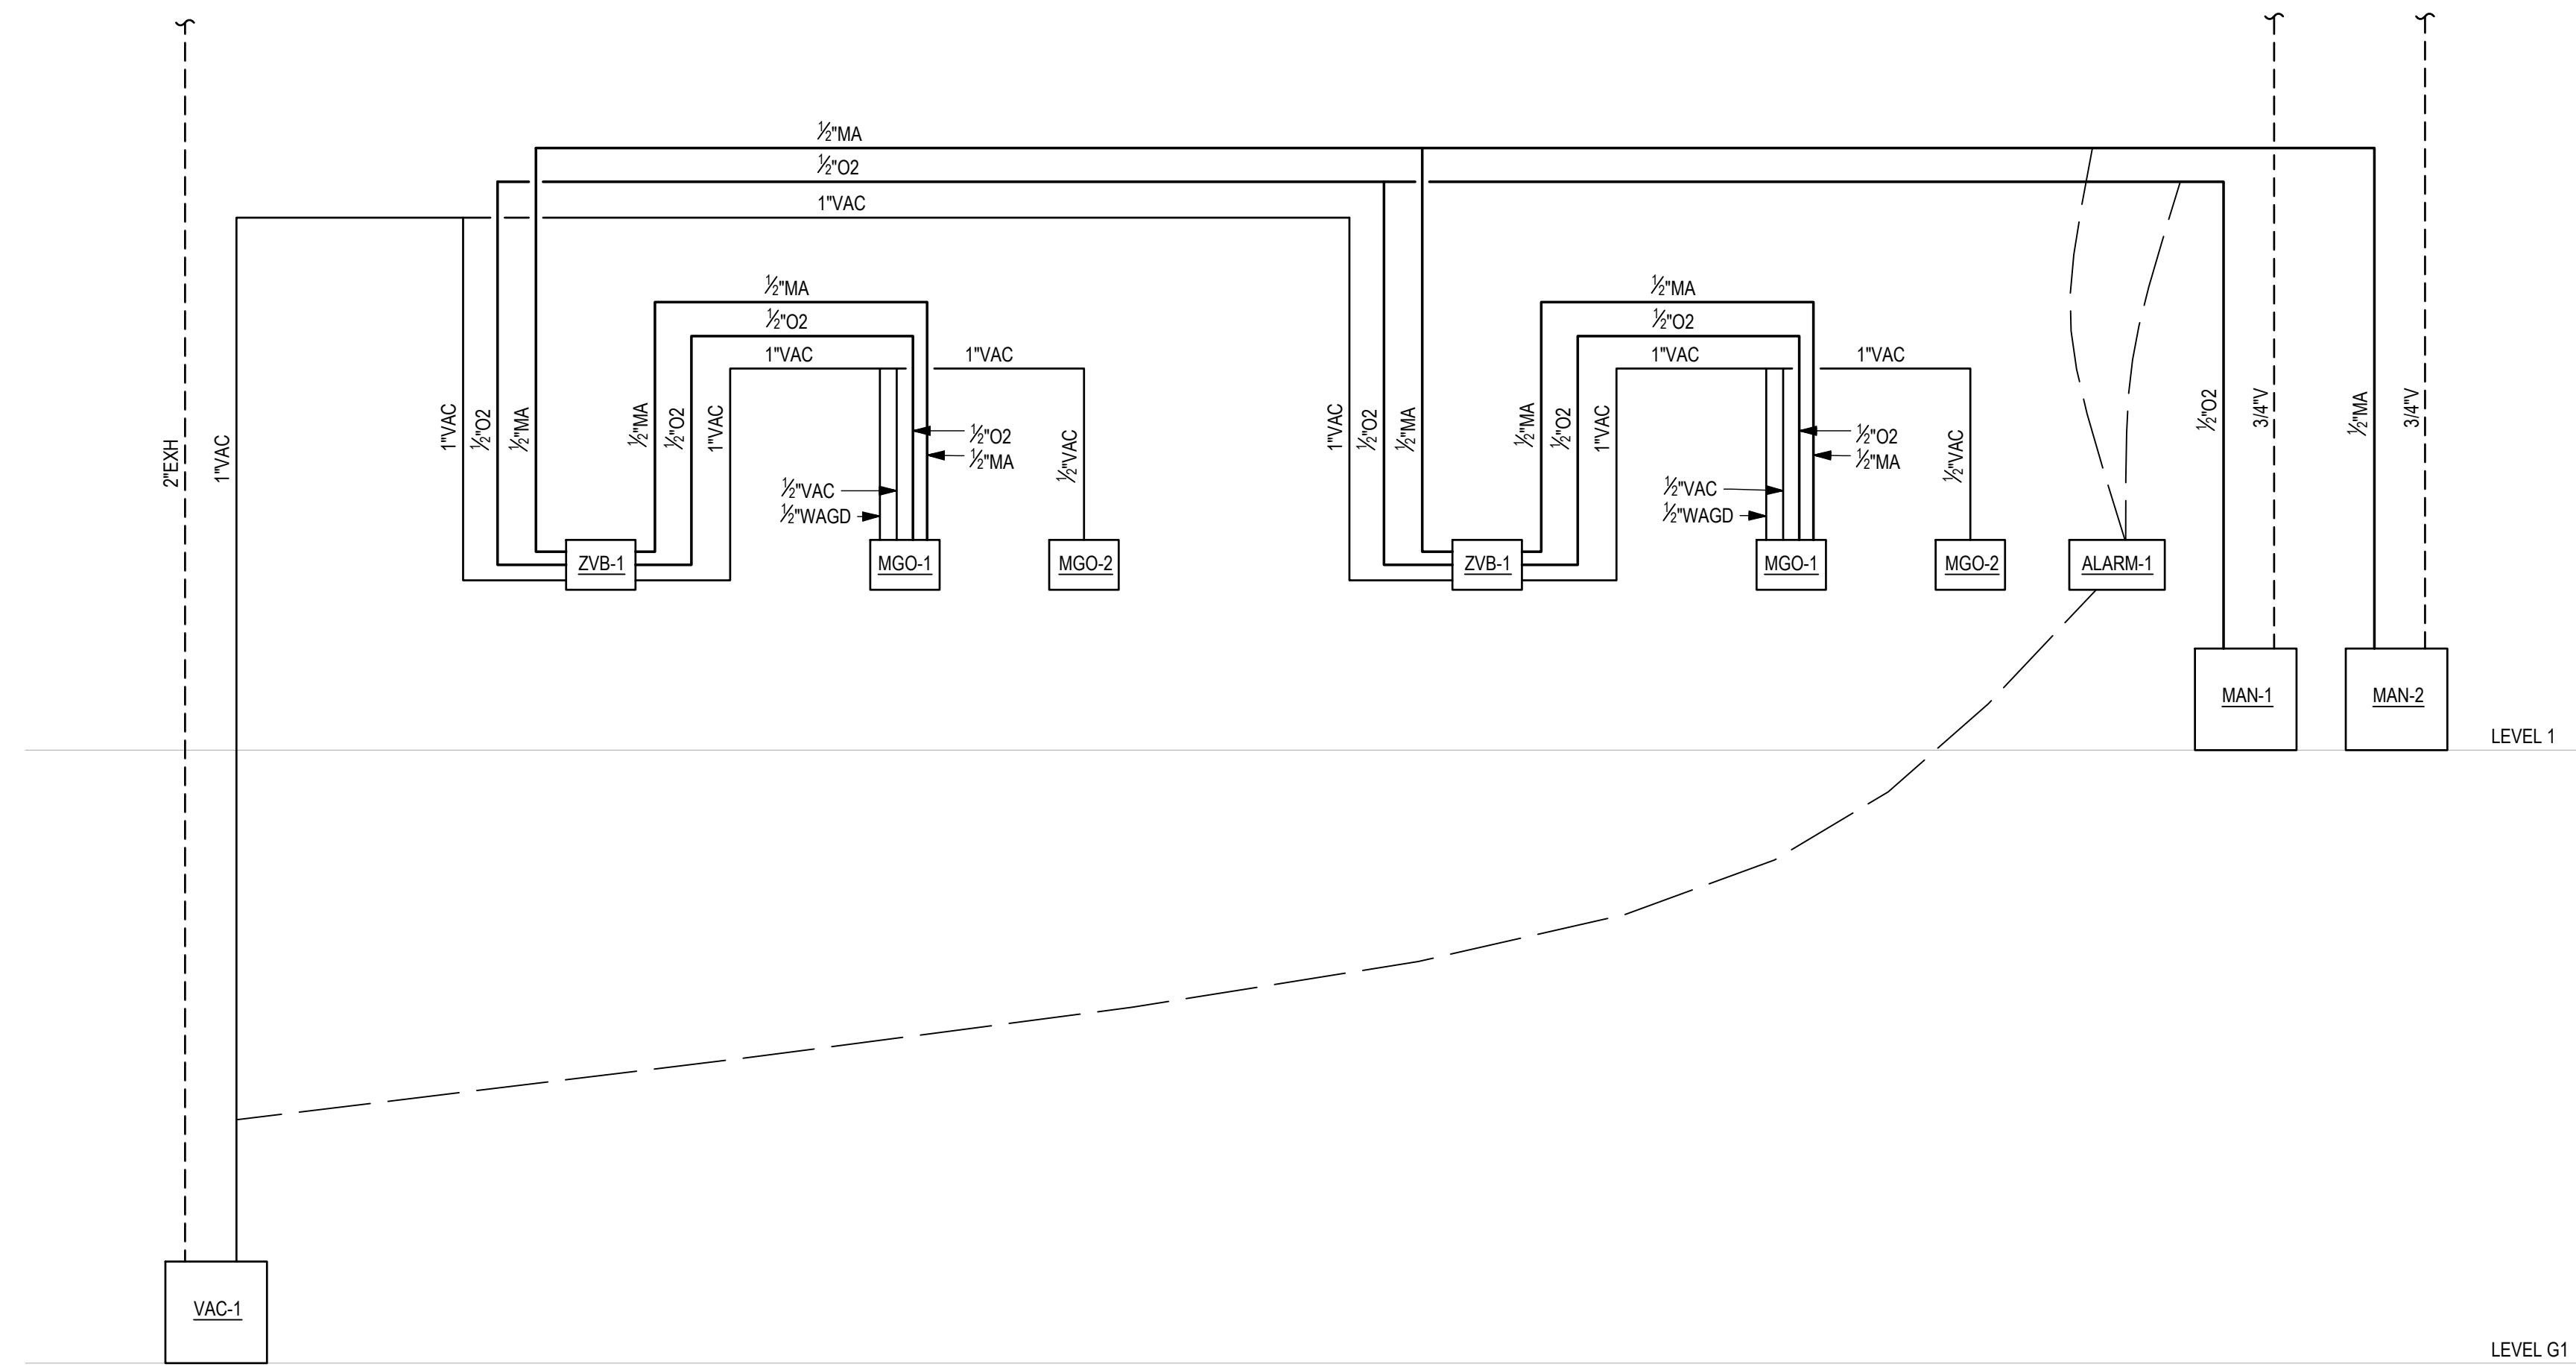 ½"MA
½"O2
1"VAC
½"MA
½"O2
1"VAC
1"VAC
½"MA
½"O2
1"VAC
1"VAC
2"EXH
1"VAC
1"VAC
½"O2
½"MA
½"MA
½"O2
1"VAC
½"O2
½"MA
½"VAC
½"VAC
½"WAGD
1"VAC
½"O2
½"MA
½"MA
½"O2
1"VAC
½"O2
½"MA
½"VAC
½"VAC
½"WAGD
½"O2
3/4"V
½"MA
3/4"V
ZVB-1
MGO-1
MGO-2
ZVB-1
MGO-1
MGO-2
ALARM-1
MAN-1
MAN-2
LEVEL 1
VAC-1
LEVEL G1